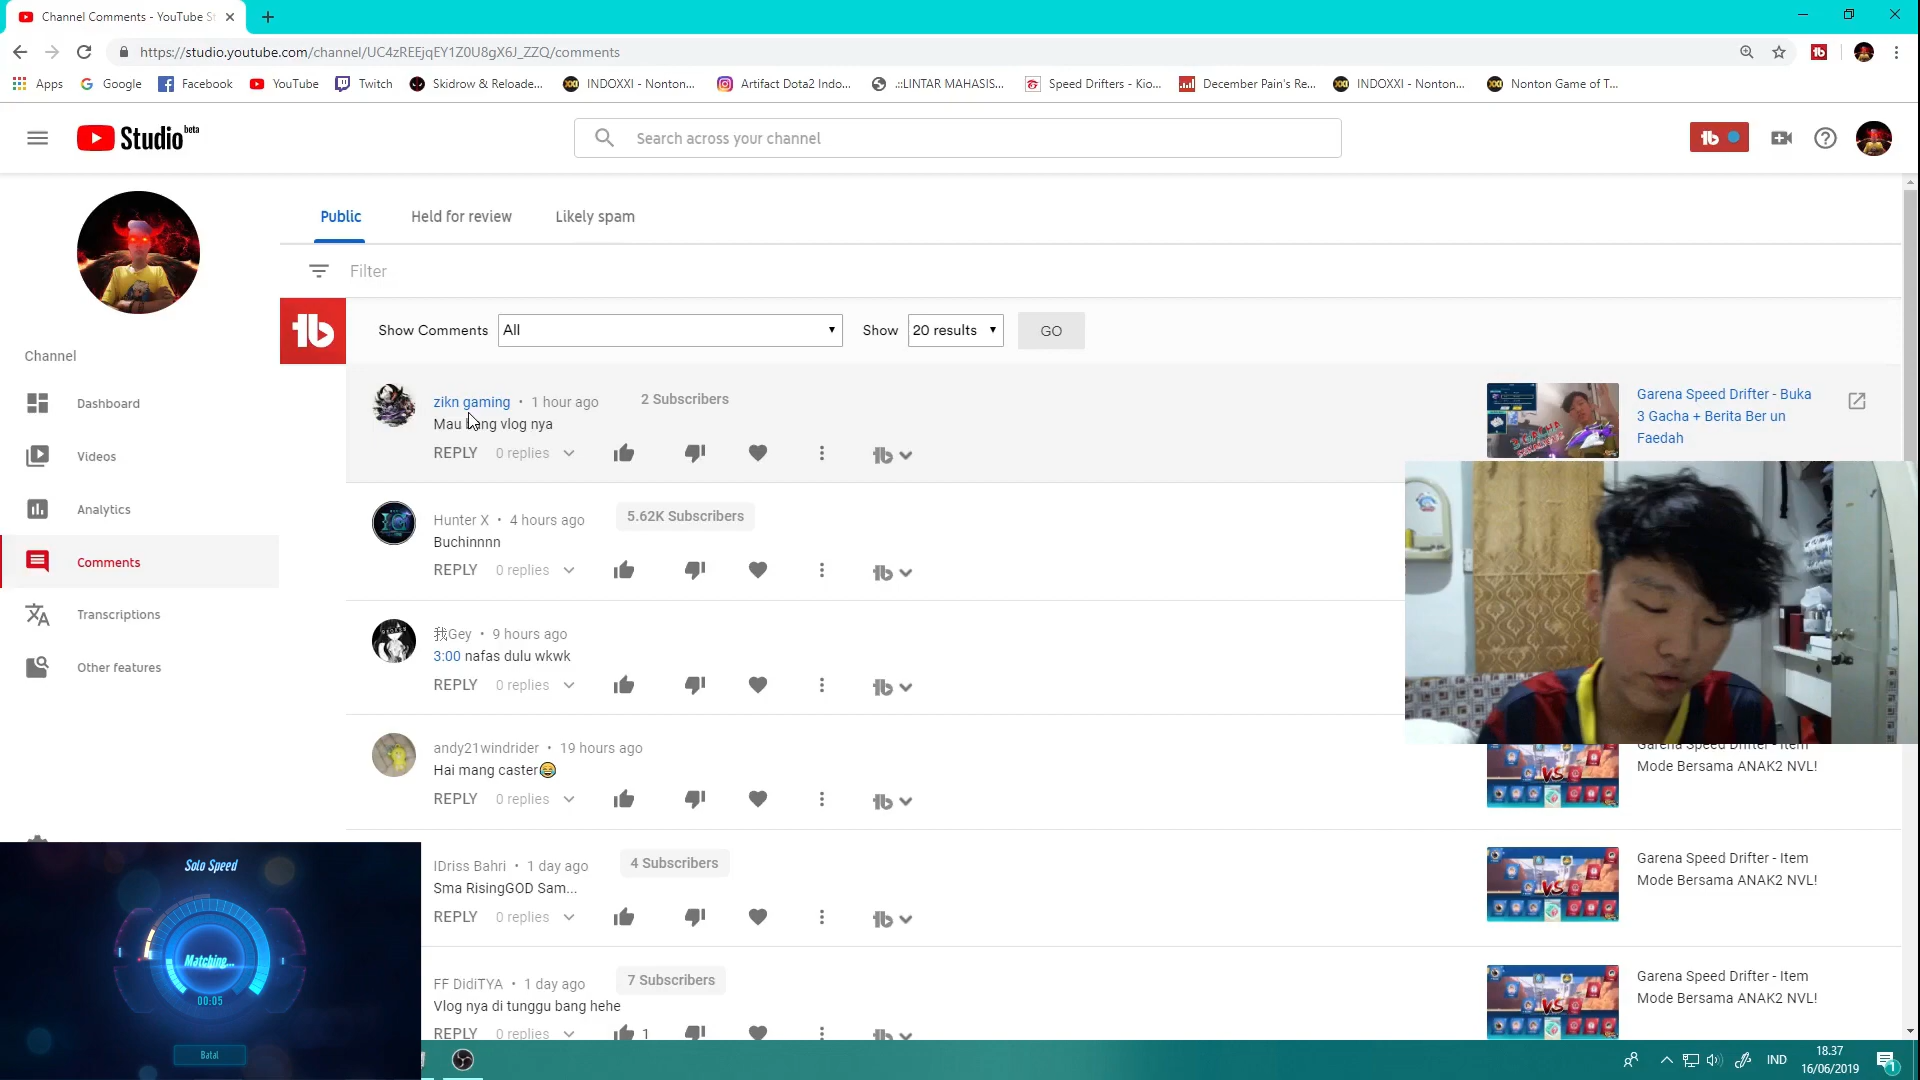 Channel Comments - YouTube St
https://studio.youtube.com/channel/UC4zREEjqEY1Z0U8gX6J_ZZQ/comments
Apps Google Facebook YouTube Twitch Skidrow & Reloade... INDOXXI - Nonton... Artifact Dota2 Indo... .::LINTAR MAHASIS... Speed Drifters - Kio... December Pain's Re... INDOXXI - Nonton... Nonton Game of T...
Studio beta
Search across your channel
Public Held for review Likely spam
Filter
Show Comments All Show 20 results GO
Channel
Dashboard
Videos
Analytics
Comments
Transcriptions
Other features
zikn gaming • 1 hour ago 2 Subscribers
Mau bang vlog nya
REPLY 0 replies
Garena Speed Drifter - Buka
3 Gacha + Berita Ber un
Faedah
Hunter X • 4 hours ago 5.62K Subscribers
Buchinnnn
REPLY 0 replies
我Gey • 9 hours ago
3:00 nafas dulu wkwk
REPLY 0 replies
andy21windrider • 19 hours ago
Hai mang caster😂
REPLY 0 replies
Garena Speed Drifter - Item
Mode Bersama ANAK2 NVL!
IDriss Bahri • 1 day ago 4 Subscribers
Sma RisingGOD Sam...
REPLY 0 replies
Garena Speed Drifter - Item
Mode Bersama ANAK2 NVL!
FF DidiTYA • 1 day ago 7 Subscribers
Vlog nya di tunggu bang hehe
REPLY 0 replies 1
Garena Speed Drifter - Item
Mode Bersama ANAK2 NVL!
Solo Speed
Matching...
00:05
Batal
IND
18.37
16/06/2019
1